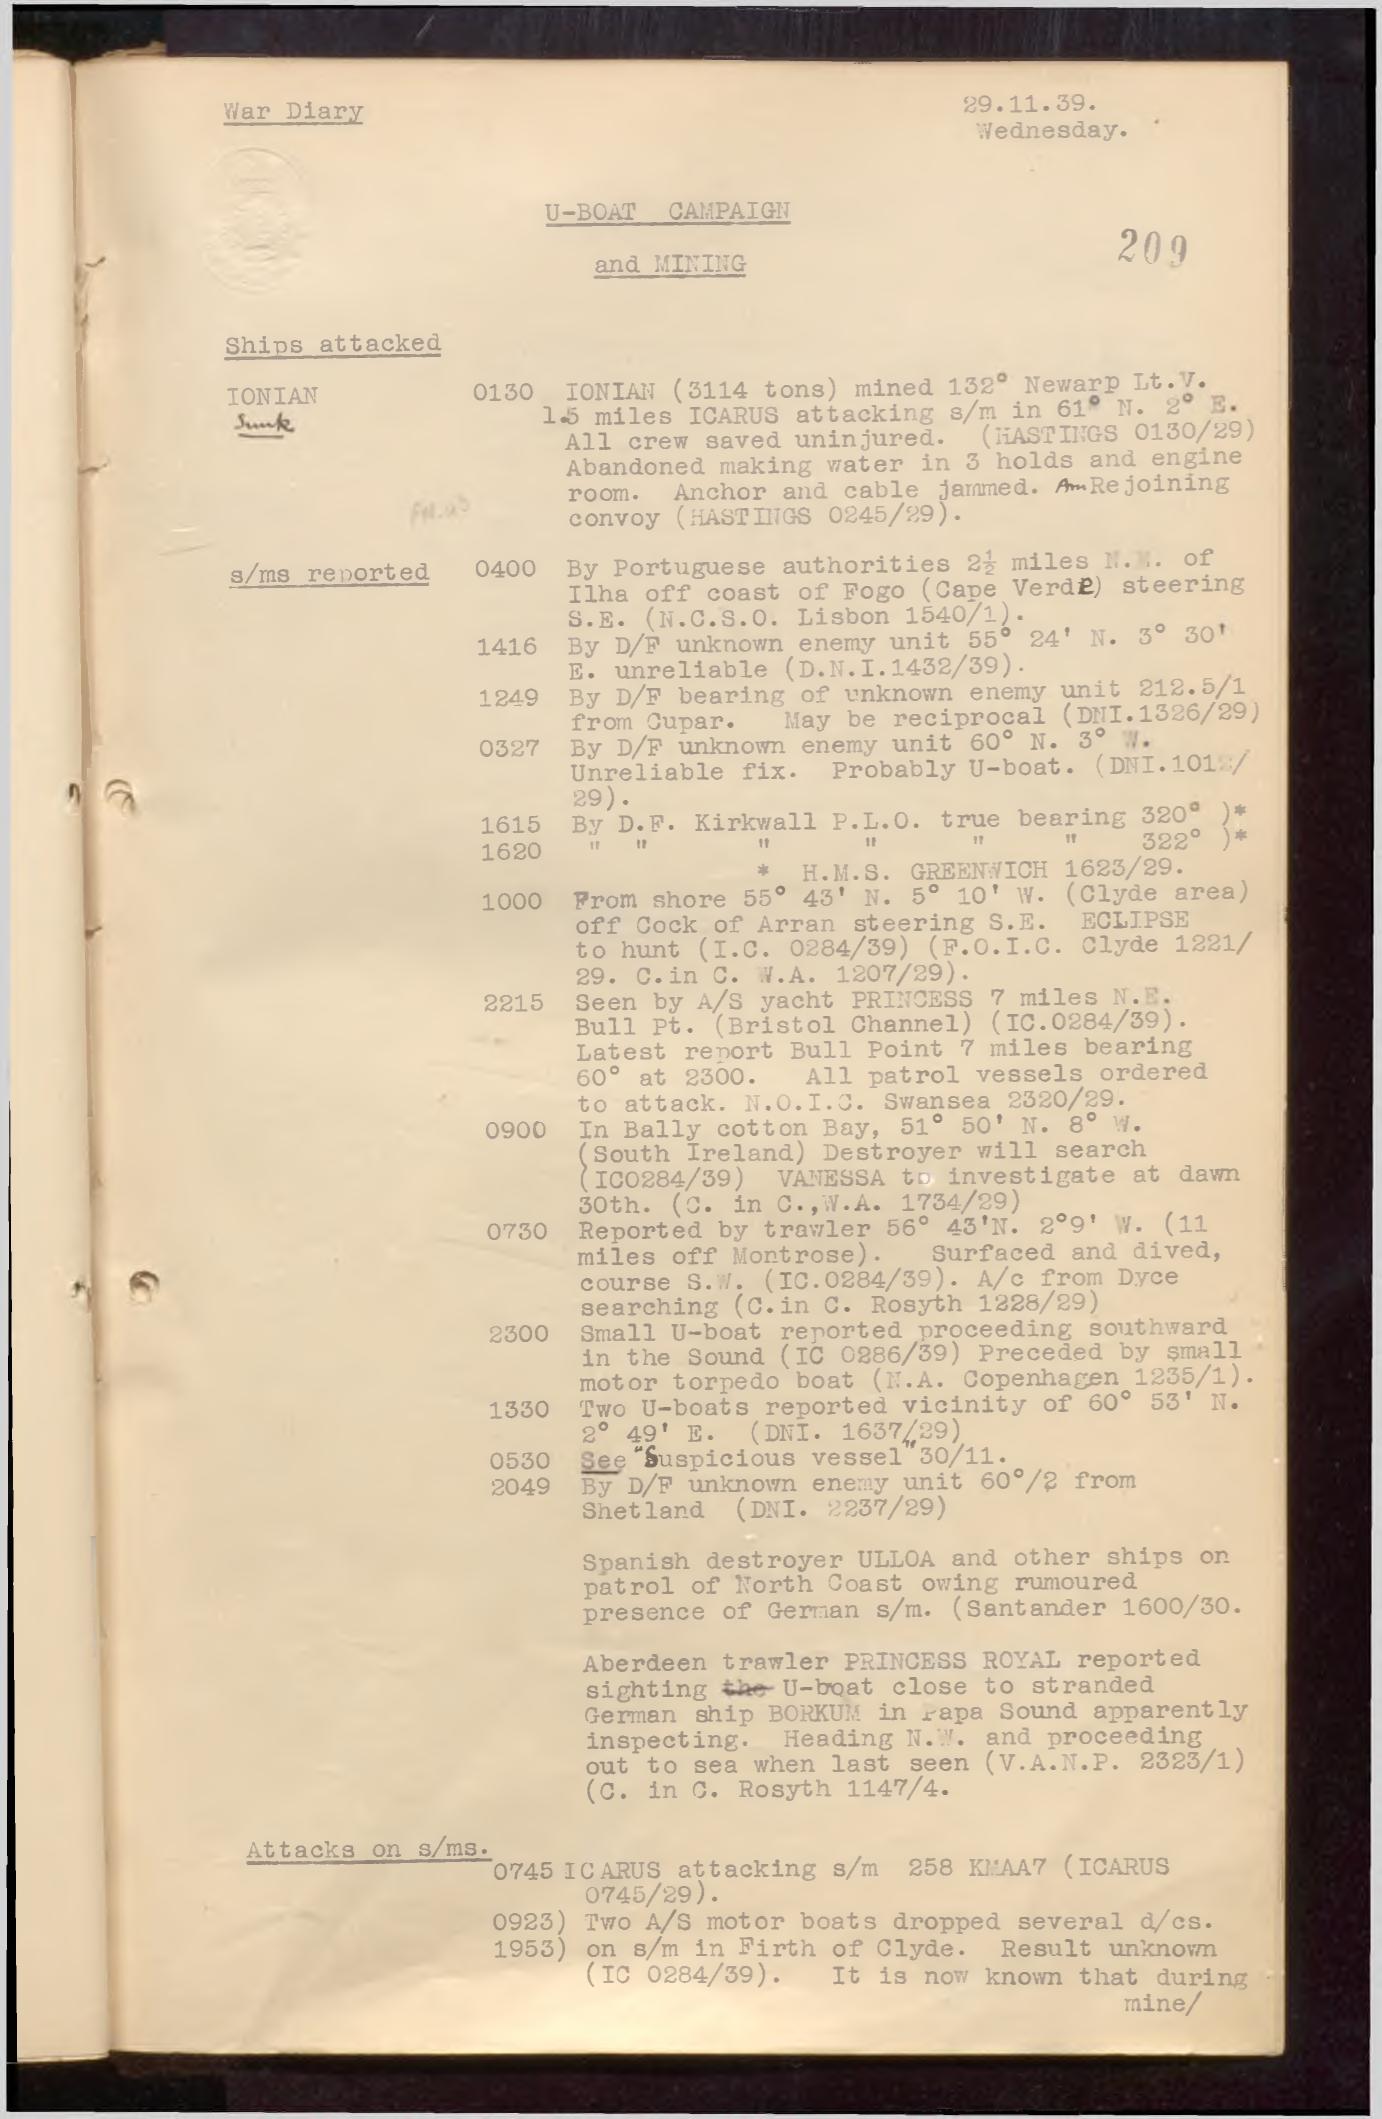 War Diary
29.11.39.
Wednesday.
U-BOAT CAMPAIGN
and MINING
209
Ships attacked
IONIAN 0130 IONIAN (3114 tons) mined 132° Newarp Lt.V.
Sunk 1.5 miles ICARUS attacking s/m in 61° N. 2° E.
All crew saved uninjured. (HASTINGS 0130/29)
Abandoned making water in 3 holds and engine
room. Anchor and cable jammed. Rejoining
convoy (HASTINGS 0245/29).
s/ms reported 0400 By Portuguese authorities 2½ miles of
Ilha off coast of Fogo (Cape Verde) steering
S.E. (N.C.S.O. Lisbon 1540/1).
1416 By D/F unknown enemy unit 55° 24' N. 3° 30'
E. unreliable (D.N.I.1432/39).
1249 By D/F bearing of unknown enemy unit 212.5/1
from Cupar. May be reciprocal (DNI.1326/29)
0327 By D/F unknown enemy unit 60° N. 3° W.
Unreliable fix. Probably U-boat. (DNI.1012/
29).
1615 By D.F. Kirkwall P.L.O. true bearing 320° )*
1620 " " " " " " 322° )*
* H.M.S. GREENWICH 1623/29.
1000 From shore 55° 43' N. 5° 10' W. (Clyde area)
off Cock of Arran steering S.E. ECLIPSE
to hunt (I.C. 0284/39) (F.O.I.C. Clyde 1221/
29. C.in C. W.A. 1207/29).
2215 Seen by A/S yacht PRINCESS 7 miles N.E.
Bull Pt. (Bristol Channel) (IC.0284/39).
Latest report Bull Point 7 miles bearing
60° at 2300. All patrol vessels ordered
to attack. N.O.I.C. Swansea 2320/29.
0900 In Bally cotton Bay, 51° 50' N. 8° W.
(South Ireland) Destroyer will search
(IC0284/39) VANESSA to investigate at dawn
30th. (C. in C.,W.A. 1734/29)
0730 Reported by trawler 56° 43'N. 2°9' W. (11
miles off Montrose). Surfaced and dived,
course S.W. (IC.0284/39). A/c from Dyce
searching (C.in C. Rosyth 1228/29)
2300 Small U-boat reported proceeding southward
in the Sound (IC 0286/39) Preceded by small
motor torpedo boat (N.A. Copenhagen 1235/1).
1330 Two U-boats reported vicinity of 60° 53' N.
2° 49' E. (DNI. 1637/29)
0530 See "Suspicious vessel" 30/11.
2049 By D/F unknown enemy unit 60°/2 from
Shetland (DNI. 2237/29)
Spanish destroyer ULLOA and other ships on
patrol of North Coast owing rumoured
presence of German s/m. (Santander 1600/30.
Aberdeen trawler PRINCESS ROYAL reported
sighting the U-boat close to stranded
German ship BORKUM in Papa Sound apparently
inspecting. Heading N.W. and proceeding
out to sea when last seen (V.A.N.P. 2323/1)
(C. in C. Rosyth 1147/4.
Attacks on s/ms.
0745 ICARUS attacking s/m 258 KMAA7 (ICARUS
0745/29).
0923) Two A/S motor boats dropped several d/cs.
1953) on s/m in Firth of Clyde. Result unknown
(IC 0284/39). It is now known that during
mine/